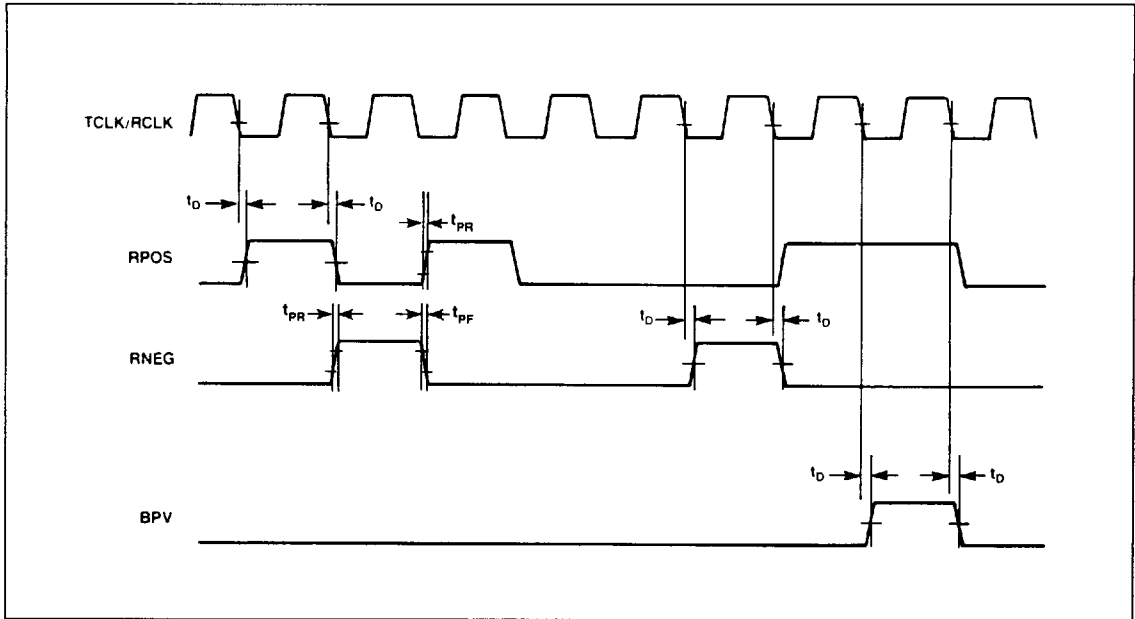 TCLK/RCLK
tD tD tPR
RPOS
tPR tPF tD tD
RNEG
tD tD
BPV